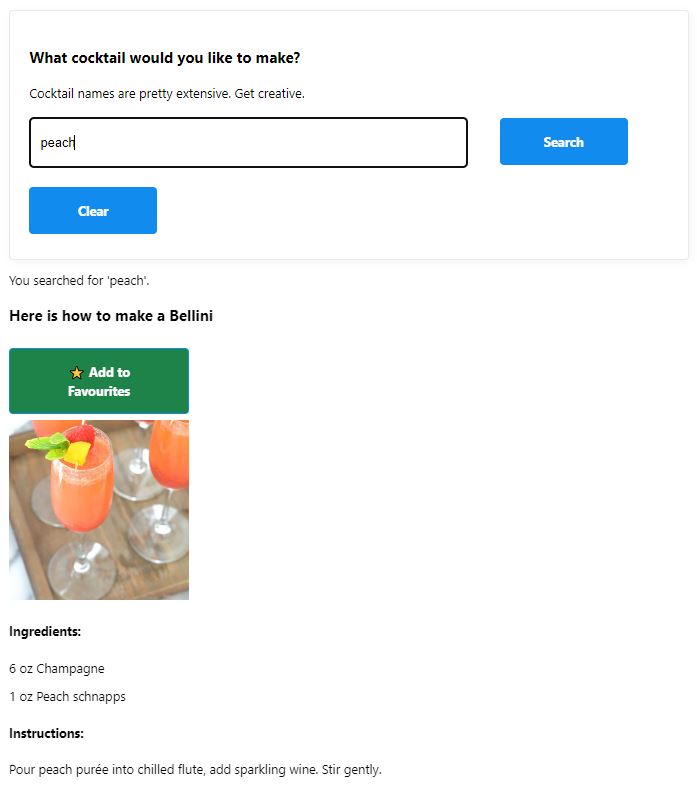 What cocktail would you like to make?
Cocktail names are pretty extensive. Get creative.
peach
Search
Clear
You searched for 'peach'.
Here is how to make a Bellini
⭐ Add to
Favourites
Ingredients:
6 oz Champagne
1 oz Peach schnapps
Instructions:
Pour peach purée into chilled flute, add sparkling wine. Stir gently.